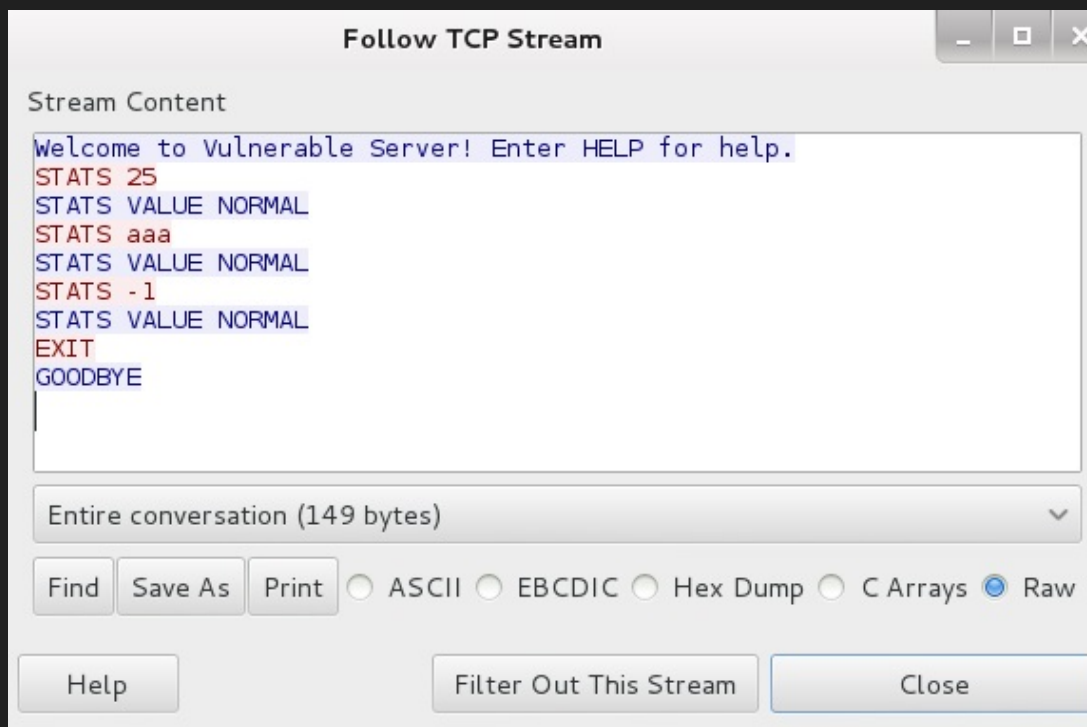 Follow TCP Stream
Stream Content
Welcome to Vulnerable Server! Enter HELP for help.
STATS 25
STATS VALUE NORMAL
STATS aaa
STATS VALUE NORMAL
STATS -1
STATS VALUE NORMAL
EXIT
GOODBYE
Entire conversation (149 bytes)
Find Save As Print ASCII EBCDIC Hex Dump C Arrays Raw
Help Filter Out This Stream Close